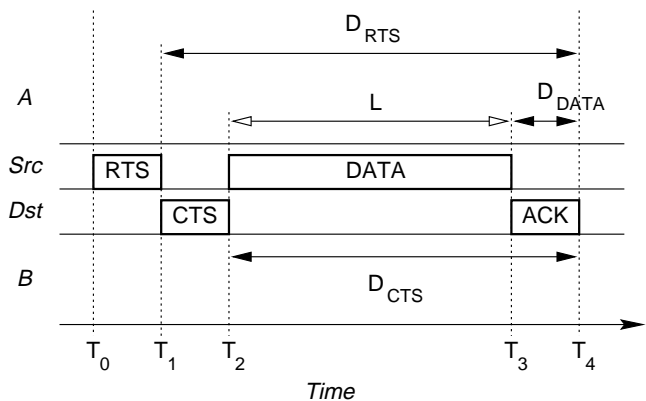 D_RTS
A
L
D_DATA
Src
RTS
DATA
Dst
CTS
ACK
B
D_CTS
T_0 T_1 T_2 T_3 T_4
Time